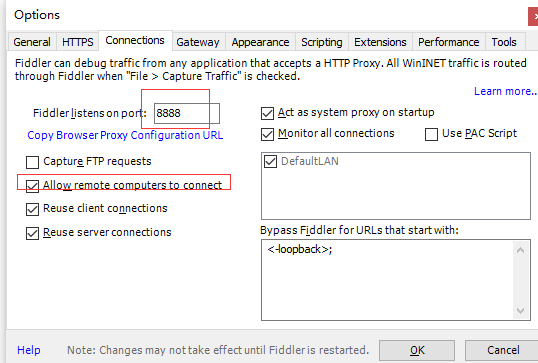 Options
General HTTPS Connections Gateway Appearance Scripting Extensions Performance Tools
Fiddler can debug traffic from any application that accepts a HTTP Proxy. All WinINET traffic is routed
through Fiddler when "File > Capture Traffic" is checked.
Learn more..
Fiddler listens on port: 8888
Copy Browser Proxy Configuration URL
Capture FTP requests
Allow remote computers to connect
Reuse client connections
Reuse server connections
Act as system proxy on startup
Monitor all connections Use PAC Script
DefaultLAN
Bypass Fiddler for URLs that start with:
<-loopback>;
Help Note: Changes may not take effect until Fiddler is restarted. OK Cancel